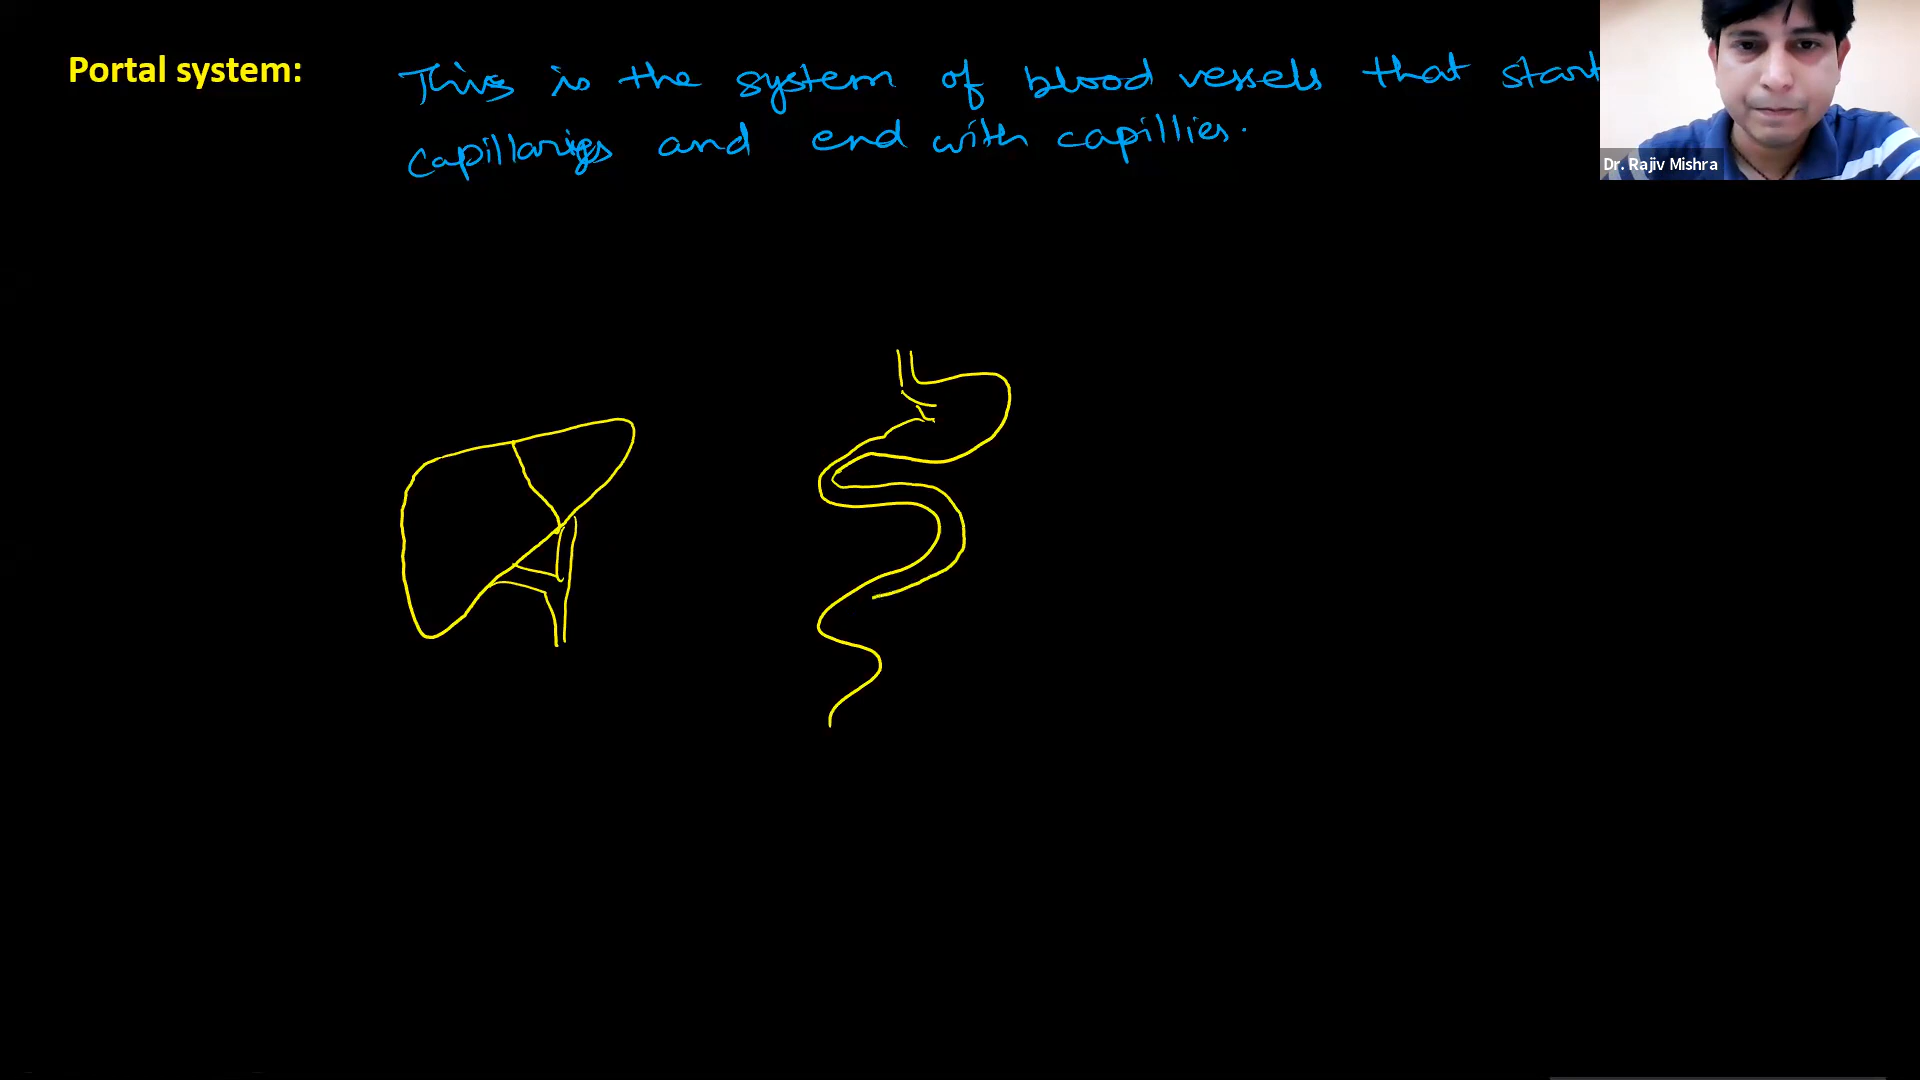 Portal system:
This is the system of blood vessels that start
capillaries and end with capillies.
Dr. Rajiv Mishra